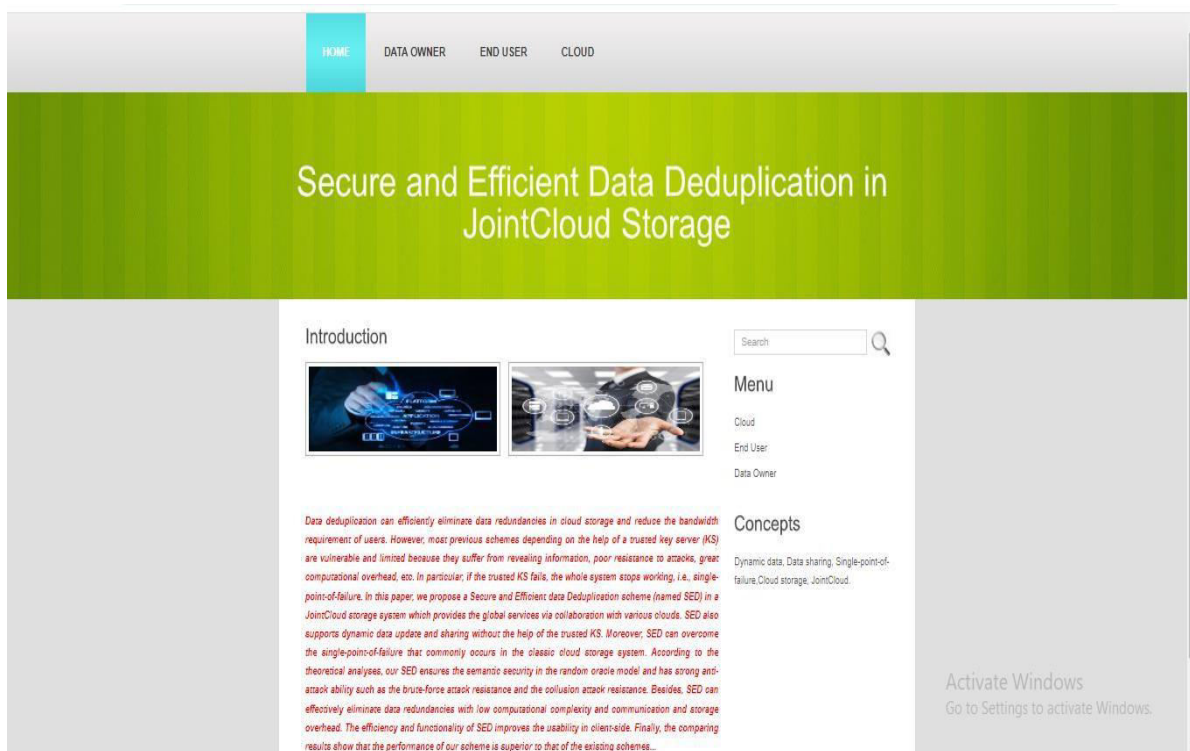 HOME DATA OWNER END USER CLOUD
Secure and Efficient Data Deduplication in
JointCloud Storage
Introduction
PLATFORM
APPLICATION
INFRASTRUCTURE
Data deduplication can efficiently eliminate data redundancies in cloud storage and reduce the bandwidth
requirement of users. However, most previous schemes depending on the help of a trusted key server (KS)
are vulnerable and limited because they suffer from revealing information, poor resistance to attacks, great
computational overhead, etc. In particular, if the trusted KS fails, the whole system stops working, i.e., single-
point-of-failure. In this paper, we propose a Secure and Efficient data Deduplication scheme (named SED) in a
JointCloud storage system which provides the global services via collaboration with various clouds. SED also
supports dynamic data update and sharing without the help of the trusted KS. Moreover, SED can overcome
the single-point-of-failure that commonly occurs in the classic cloud storage system. According to the
theoretical analyses, our SED ensures the semantic security in the random oracle model and has strong anti-
attack ability such as the brute-force attack resistance and the collusion attack resistance. Besides, SED can
effectively eliminate data redundancies with low computational complexity and communication and storage
overhead. The efficiency and functionality of SED improves the usability in client-side. Finally, the comparing
results show that the performance of our scheme is superior to that of the existing schemes...
Search
Menu
Cloud
End User
Data Owner
Concepts
Dynamic data, Data sharing, Single-point-of-
failure,Cloud storage, JointCloud.
Activate Windows
Go to Settings to activate Windows.